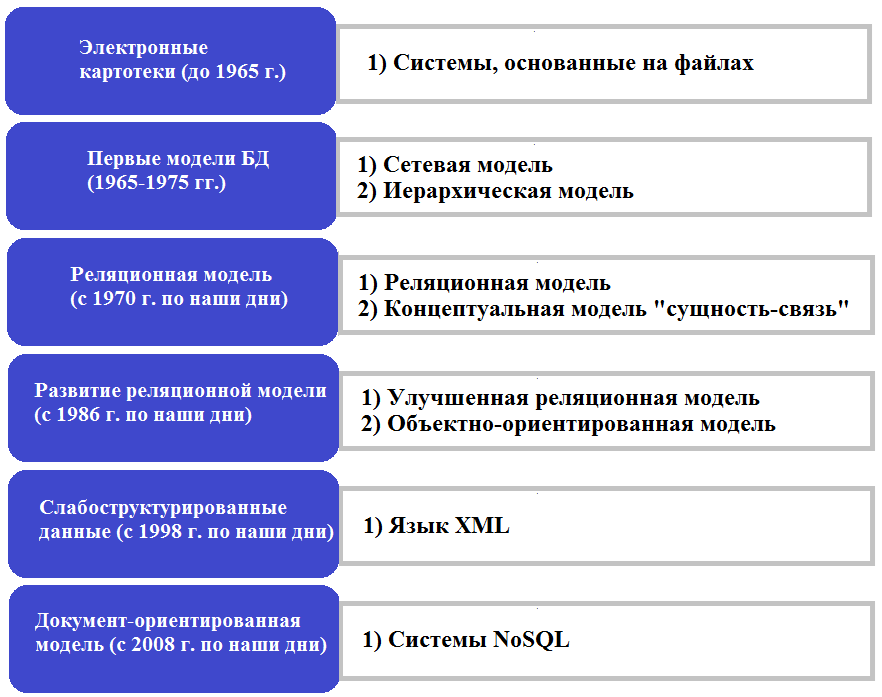 Электронные
картотеки (до 1965 г.)
1) Системы, основанные на файлах
Первые модели БД
(1965-1975 гг.)
1) Сетевая модель
2) Иерархическая модель
Реляционная модель
(с 1970 г. по наши дни)
1) Реляционная модель
2) Концептуальная модель "сущность-связь"
Развитие реляционной модели
(с 1986 г. по наши дни)
1) Улучшенная реляционная модель
2) Объектно-ориентированная модель
Слабоструктурированные
данные (с 1998 г. по наши дни)
1) Язык XML
Документ-ориентированная
модель (с 2008 г. по наши дни)
1) Системы NoSQL